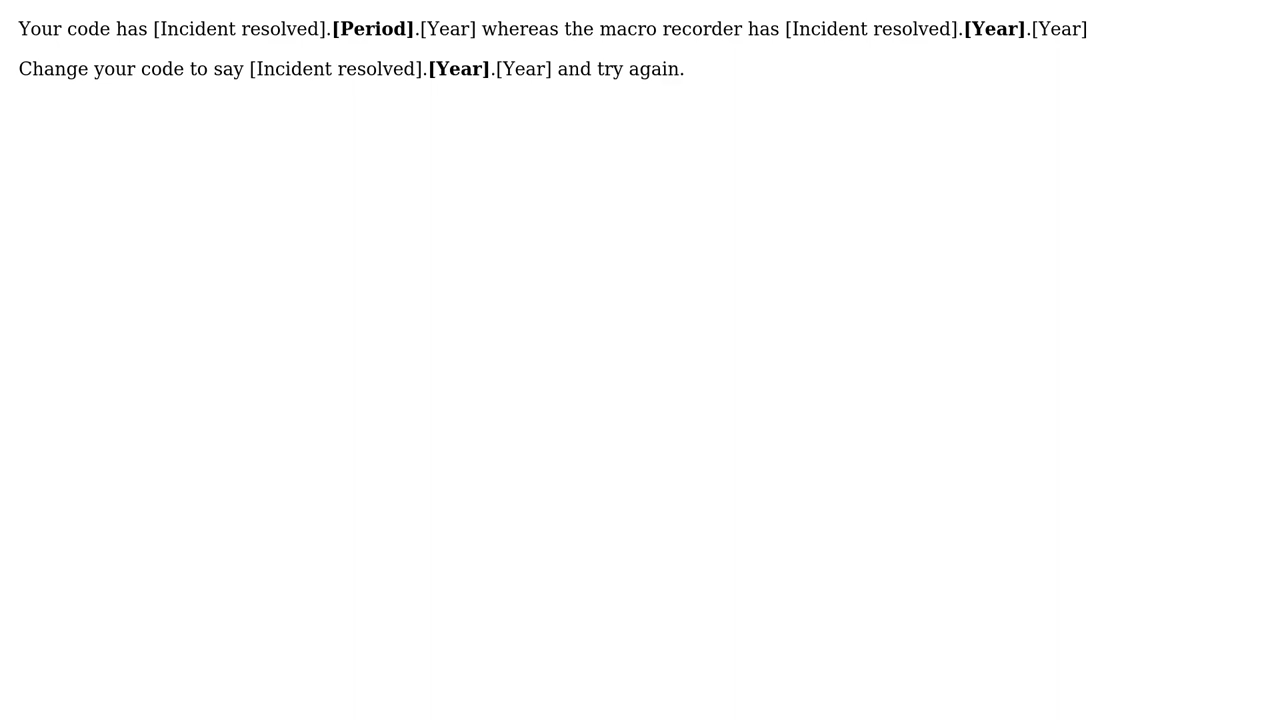 Your code has [Incident resolved].[Period].[Year] whereas the macro recorder has [Incident resolved].[Year].[Year]
Change your code to say [Incident resolved].[Year].[Year] and try again.